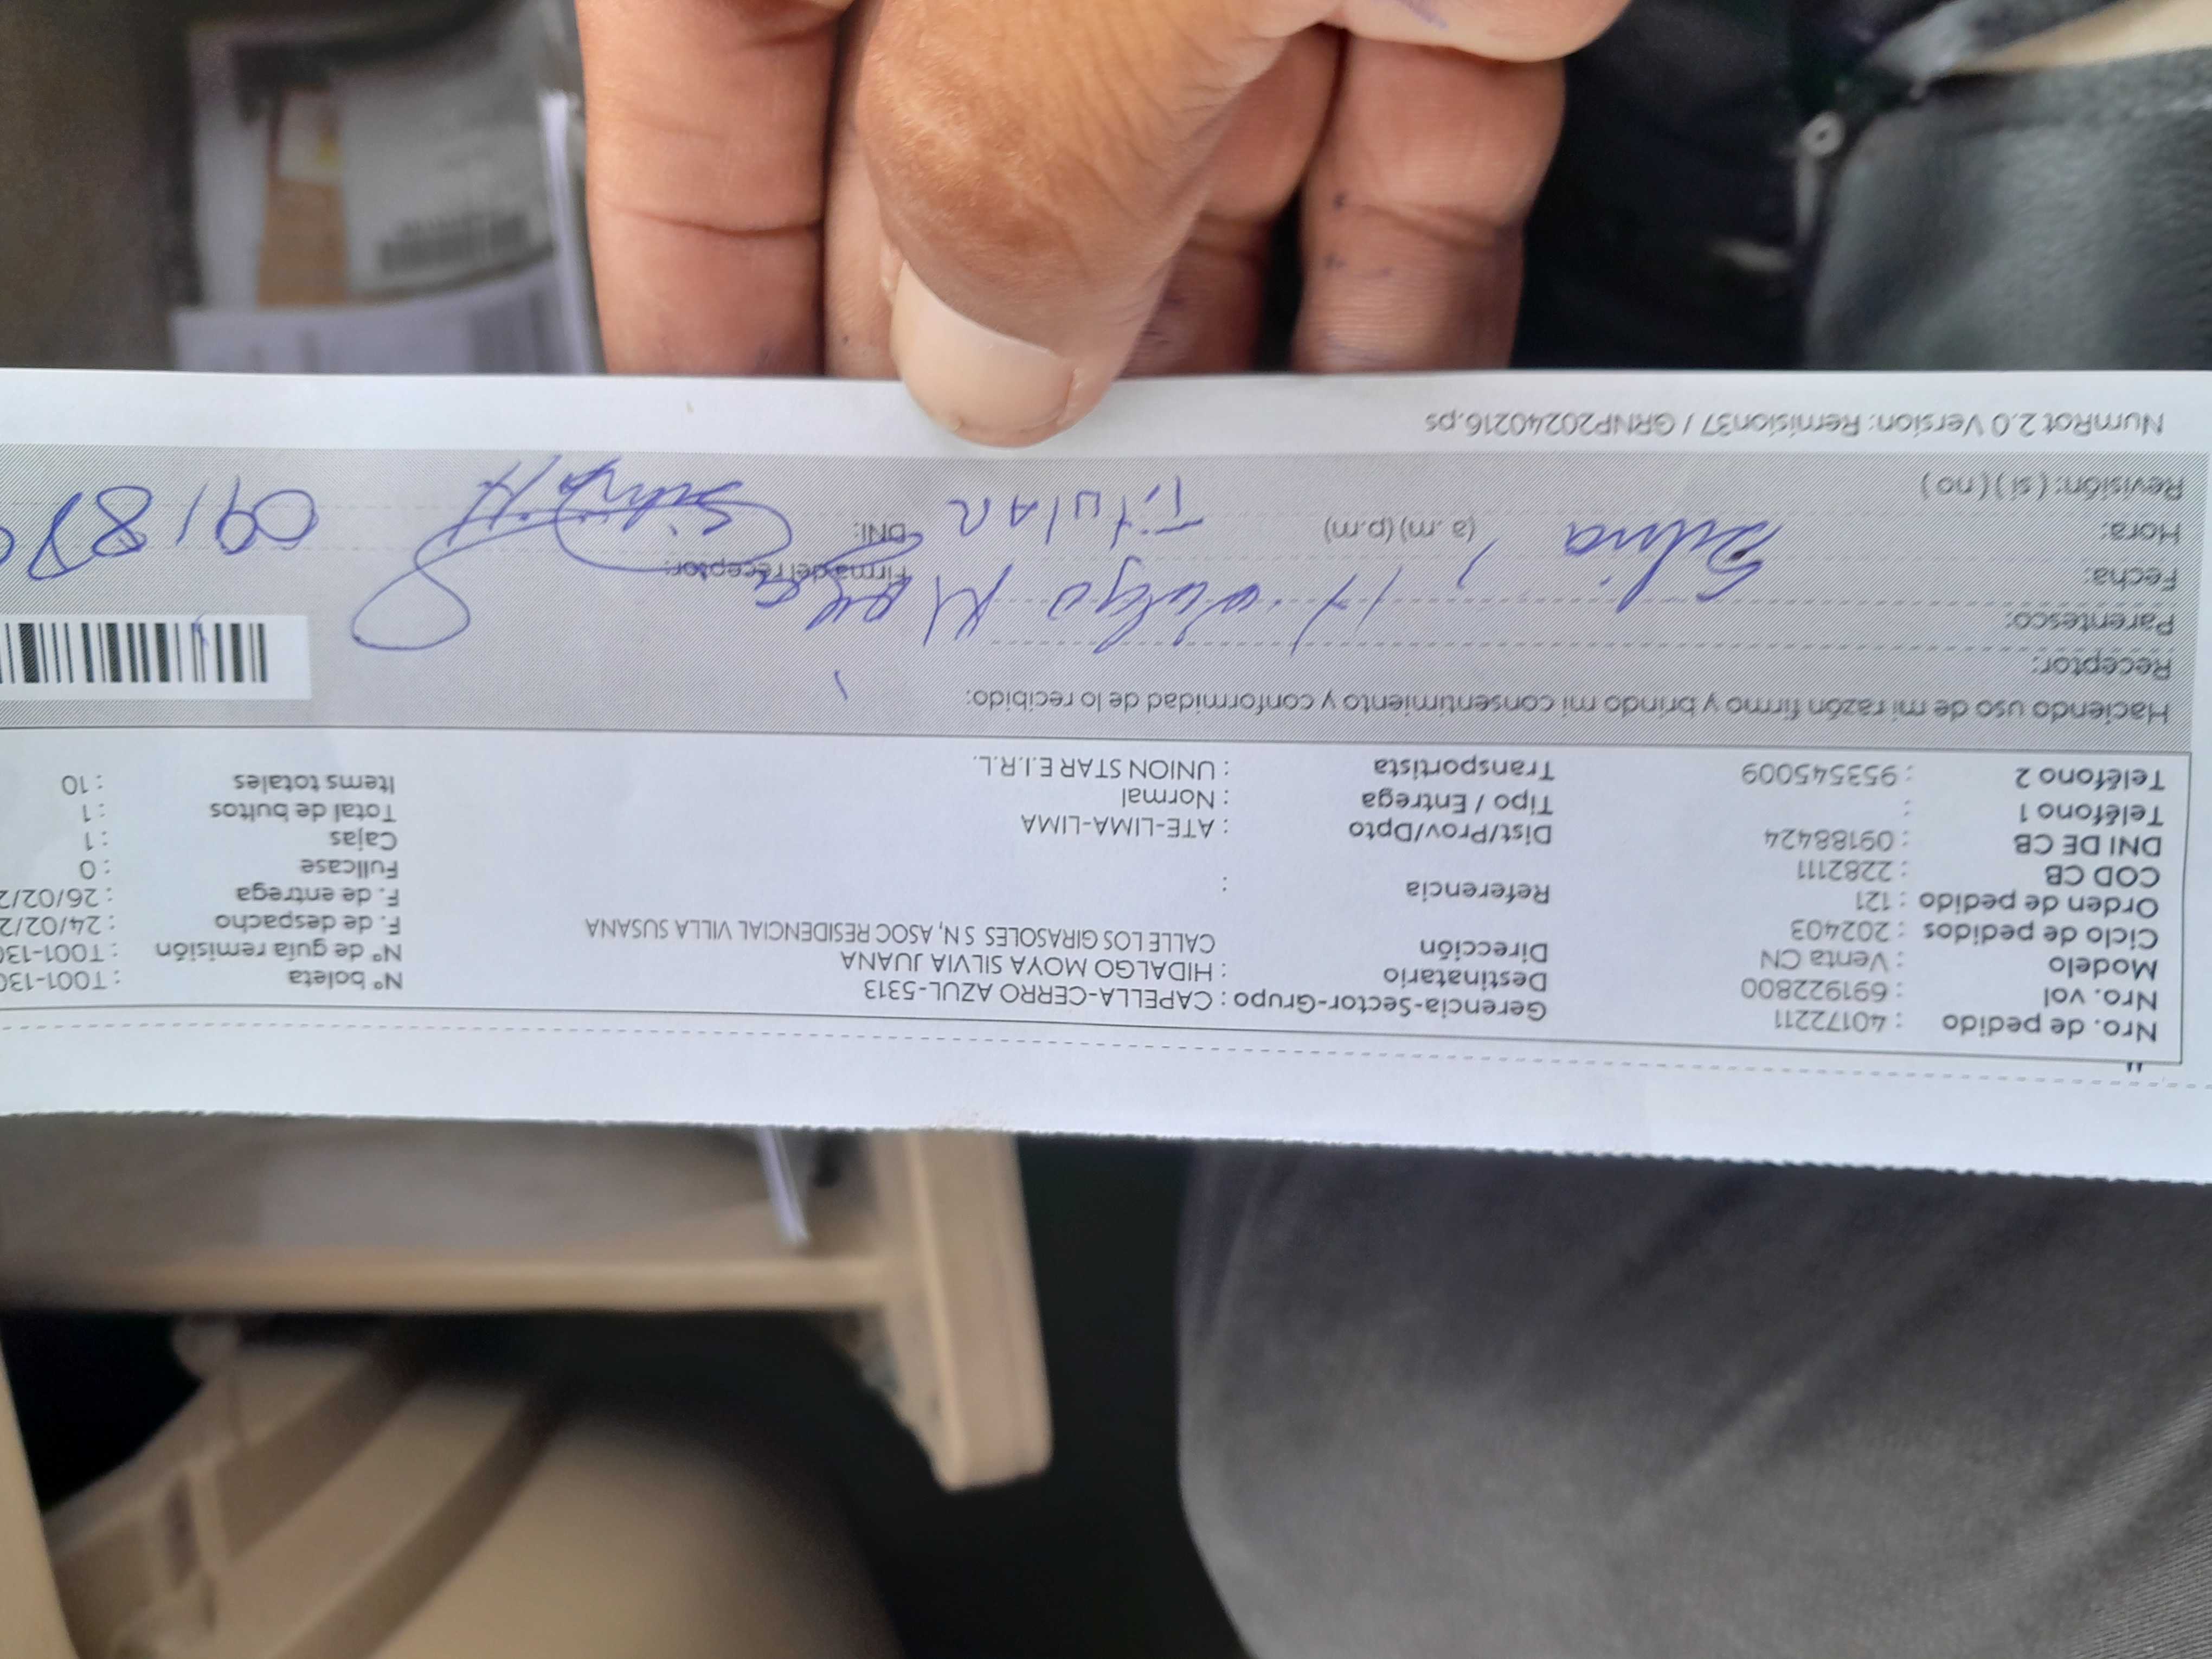 Nro. de pedido : 40172211
Nro. vol : 691922800
Modelo : Venta CN
Ciclo de pedidos : 202403
Orden de pedido : 121
COD CB : 2282111
DNI DE CB : 09188424
Teléfono 1 :
Teléfono 2 : 953545009
Gerencia-Sector-Grupo : CAPELLA-CERRO AZUL-5313
Destinatario : HIDALGO MOYA SILVIA JUANA
Dirección CALLE LOS GIRASOLES S N, ASOC RESIDENCIAL VILLA SUSANA
Referencia :
Dist/Prov/Dpto : ATE-LIMA-LIMA
Tipo / Entrega : Normal
Transportista : UNION STAR E.I.R.L.
N° boleta : T001-130
N° de guía remisión : T001-130
F. de despacho : 24/02/2
F. de entrega : 26/02/2
Fullcase : 0
Cajas : 1
Total de bultos : 1
Items totales : 10
Haciendo uso de mi razón firmo y brindo mi consentimiento y conformidad de lo recibido:
Receptor:
Parentesco:
Fecha:
Hora: (a.m) (p.m)
Revisión: ( si ) ( no )
Firma del receptor:
DNI:
Silvia Hidalgo Moya
Titular
Silvia H
09187
NumRot 2.0 Version: Remision37 / GRNP20240216.ps